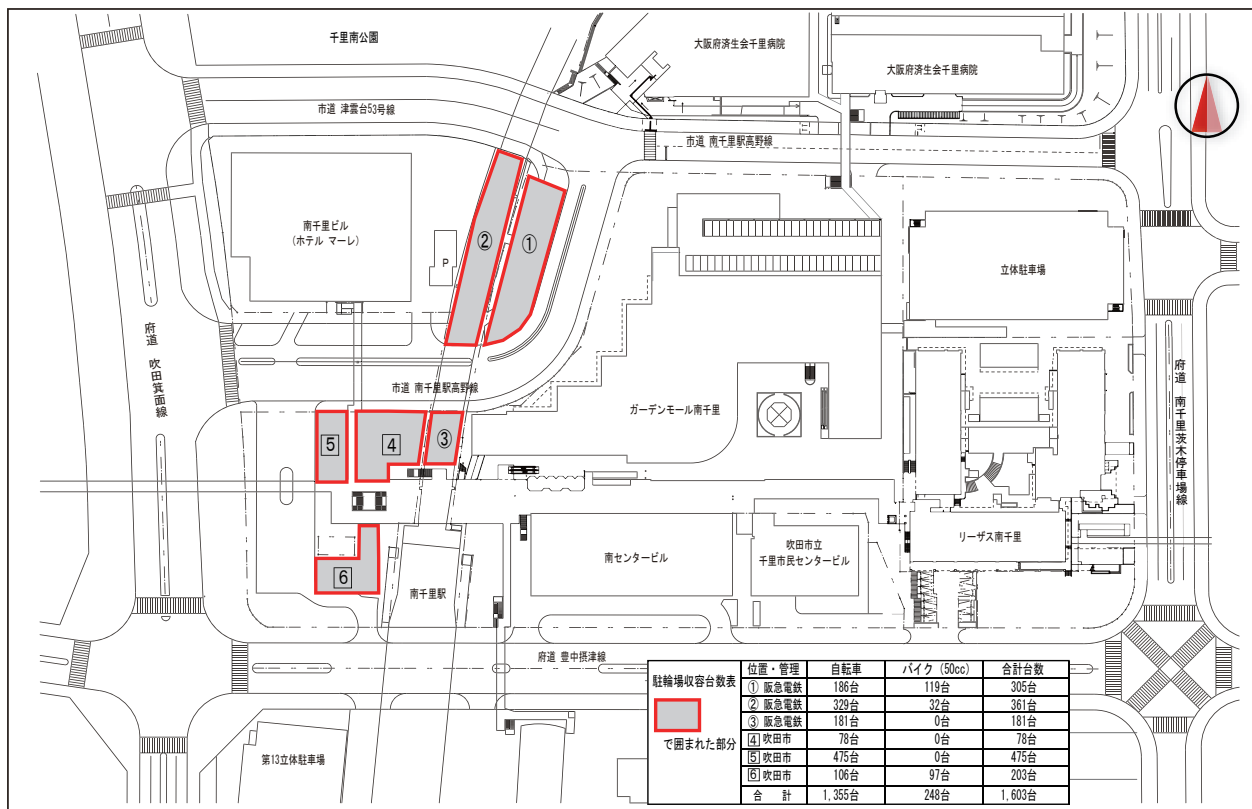 千里南公園
大阪府済生会千里病院
大阪府済生会千里病院
市道 津雲台53号線
市道 南千里駅高野線
南千里ビル
(ホテル マーレ)
P
②
①
立体駐車場
府道 吹田箕面線
府道 南千里茨木停車場線
市道 南千里駅高野線
ガーデンモール南千里
5
4
③
南センタービル
吹田市立
千里市民センタービル
リーザス南千里
6
南千里駅
府道 豊中摂津線
第13立体駐車場
駐輪場収容台数表
で囲まれた部分
位置・管理 自転車 バイク (50cc) 合計台数
① 阪急電鉄 186台 119台 305台
② 阪急電鉄 329台 32台 361台
③ 阪急電鉄 181台 0台 181台
4 吹田市 78台 0台 78台
5 吹田市 475台 0台 475台
6 吹田市 106台 97台 203台
合 計 1,355台 248台 1,603台